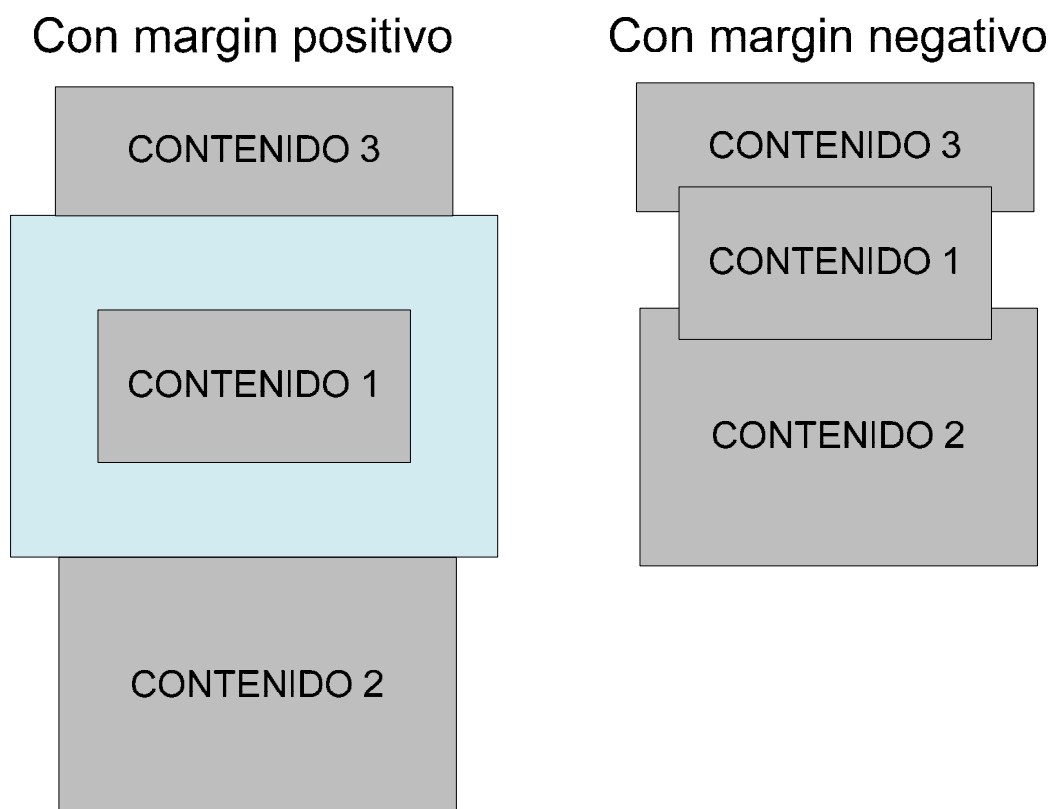 Con margin positivo
CONTENIDO 3
CONTENIDO 1
CONTENIDO 2
Con margin negativo
CONTENIDO 3
CONTENIDO 1
CONTENIDO 2